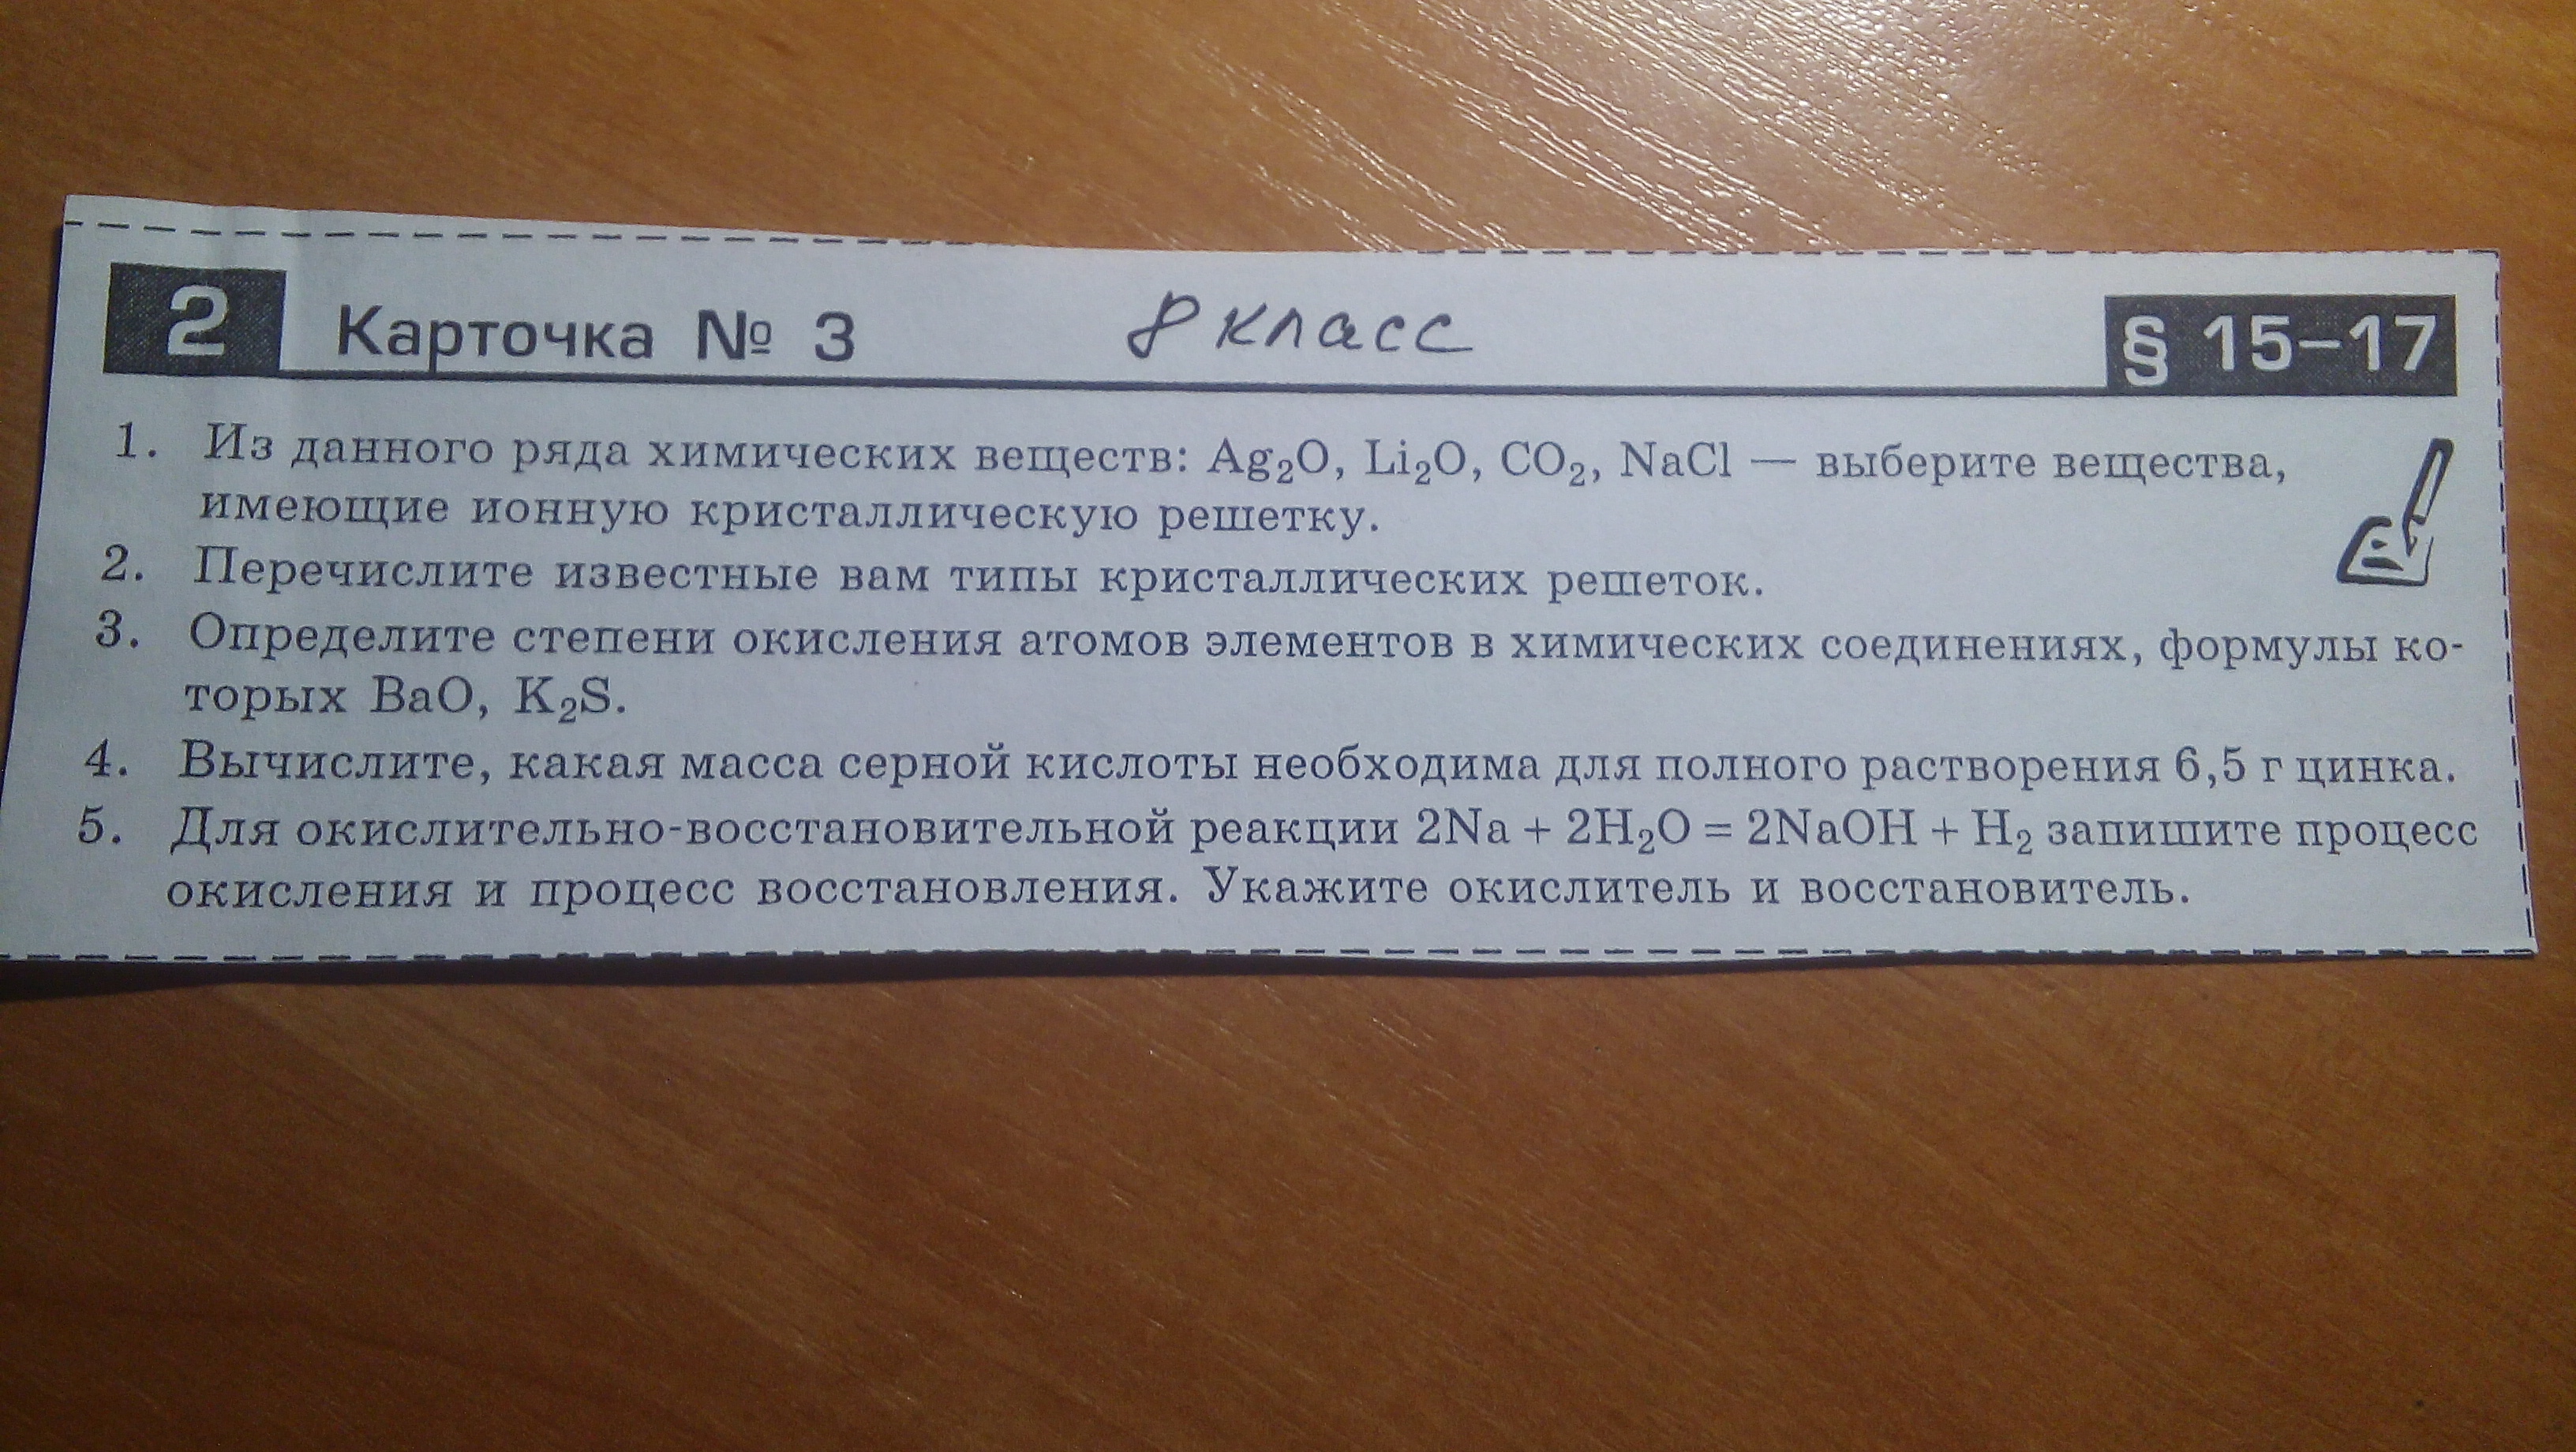 2 Карточка № 3 8 класс § 15–17
1. Из данного ряда химических веществ: Ag₂O, Li₂O, CO₂, NaCl — выберите вещества,
имеющие ионную кристаллическую решетку.
2. Перечислите известные вам типы кристаллических решеток.
3. Определите степени окисления атомов элементов в химических соединениях, формулы ко-
торых BaO, K₂S.
4. Вычислите, какая масса серной кислоты необходима для полного растворения 6,5 г цинка.
5. Для окислительно-восстановительной реакции 2Na + 2H₂O = 2NaOH + H₂ запишите процесс
окисления и процесс восстановления. Укажите окислитель и восстановитель.